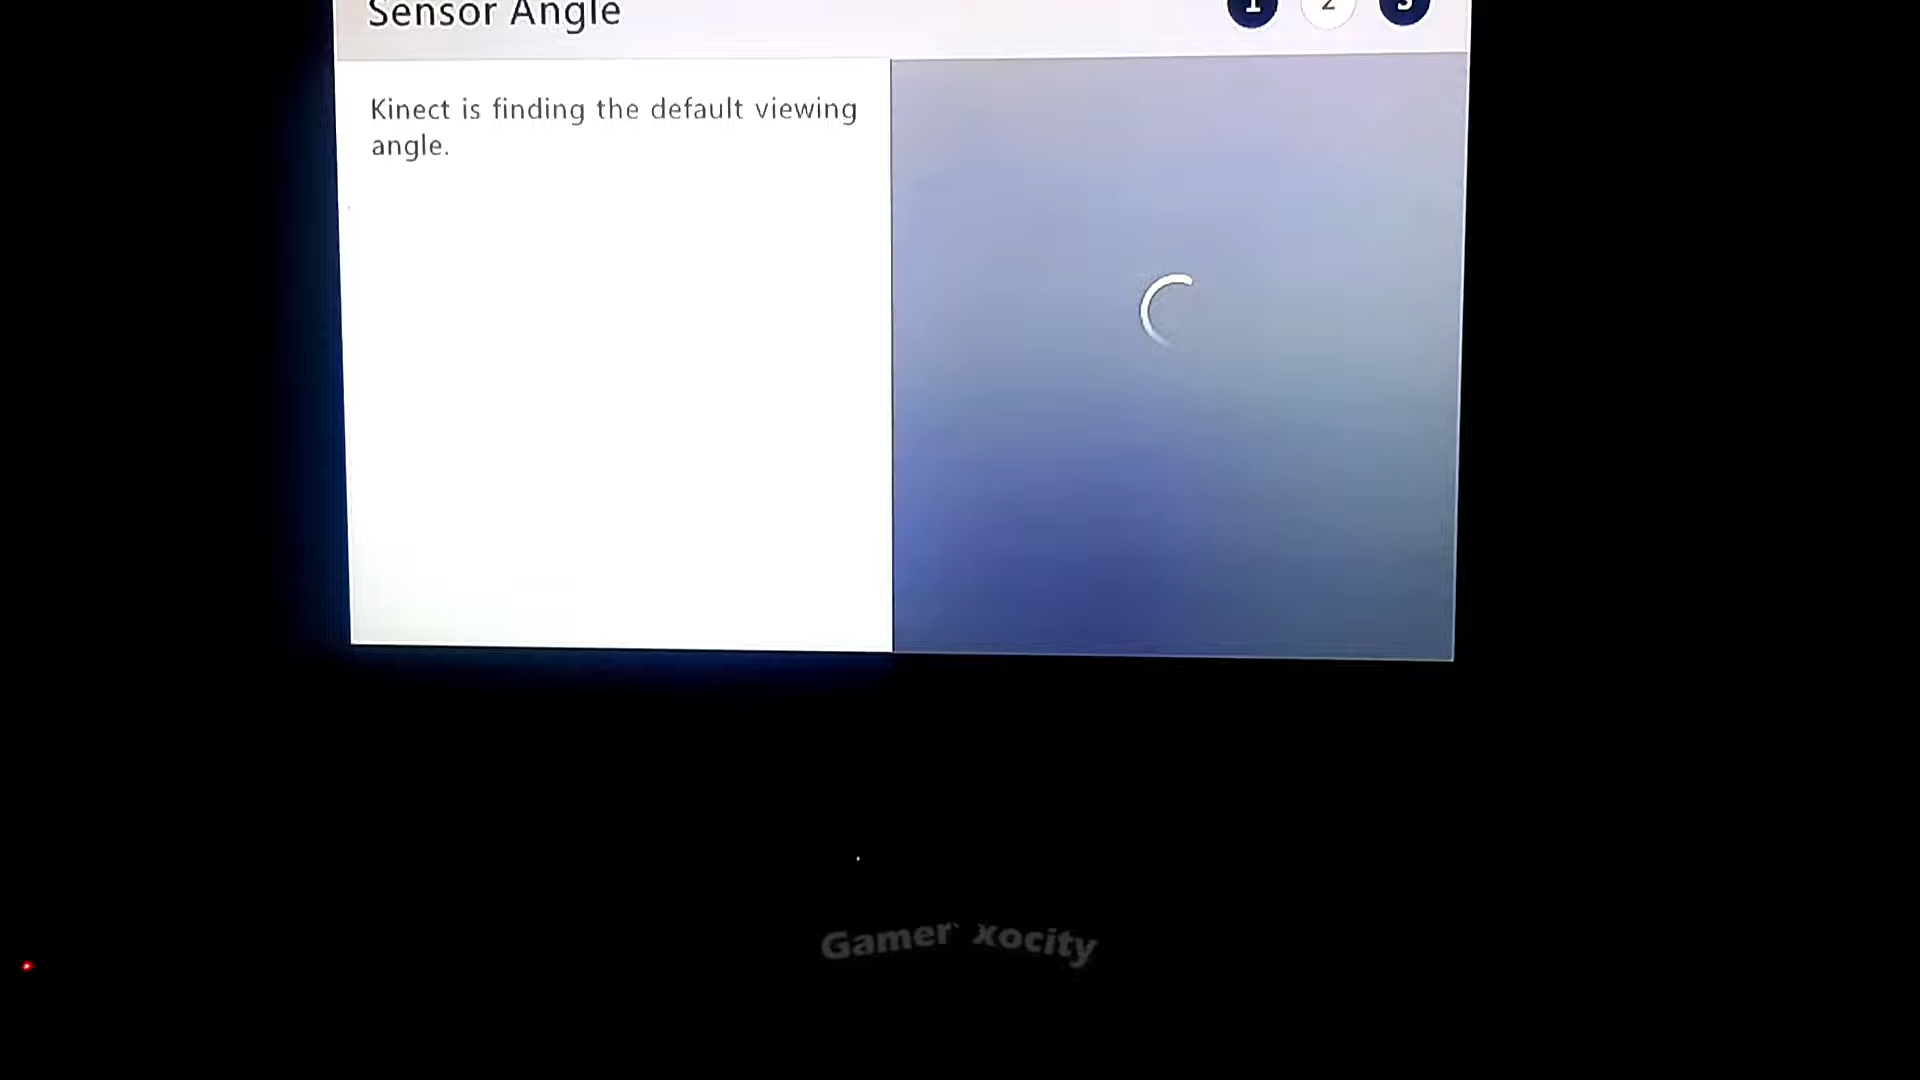 Sensor Angle
1 2 3
Kinect is finding the default viewing
angle.
Gamer xocity